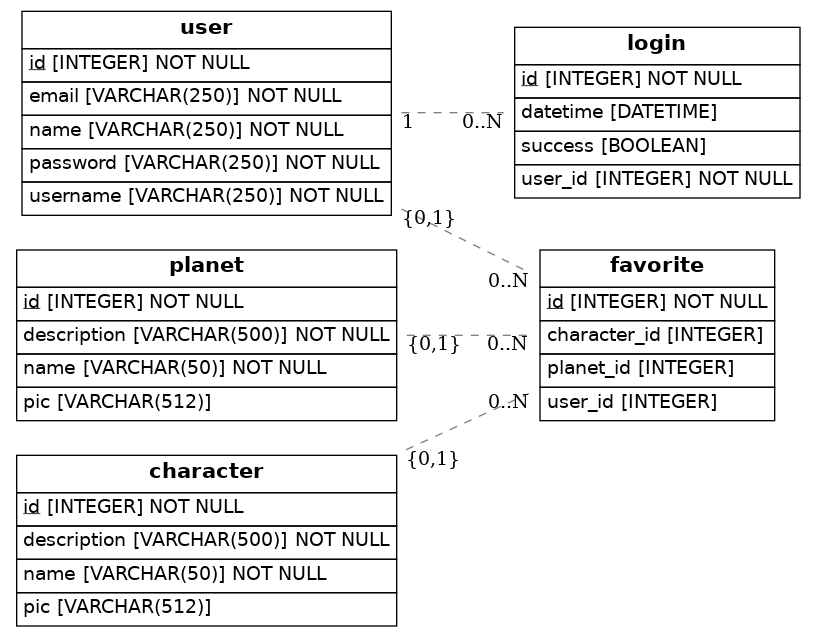 user
id [INTEGER] NOT NULL
email [VARCHAR(250)] NOT NULL
name [VARCHAR(250)] NOT NULL
password [VARCHAR(250)] NOT NULL
username [VARCHAR(250)] NOT NULL
login
id [INTEGER] NOT NULL
datetime [DATETIME]
success [BOOLEAN]
user_id [INTEGER] NOT NULL
1 0..N
{0,1}
0..N
planet
id [INTEGER] NOT NULL
description [VARCHAR(500)] NOT NULL
name [VARCHAR(50)] NOT NULL
pic [VARCHAR(512)]
favorite
id [INTEGER] NOT NULL
character_id [INTEGER]
planet_id [INTEGER]
user_id [INTEGER]
{0,1} 0..N
0..N
{0,1}
character
id [INTEGER] NOT NULL
description [VARCHAR(500)] NOT NULL
name [VARCHAR(50)] NOT NULL
pic [VARCHAR(512)]